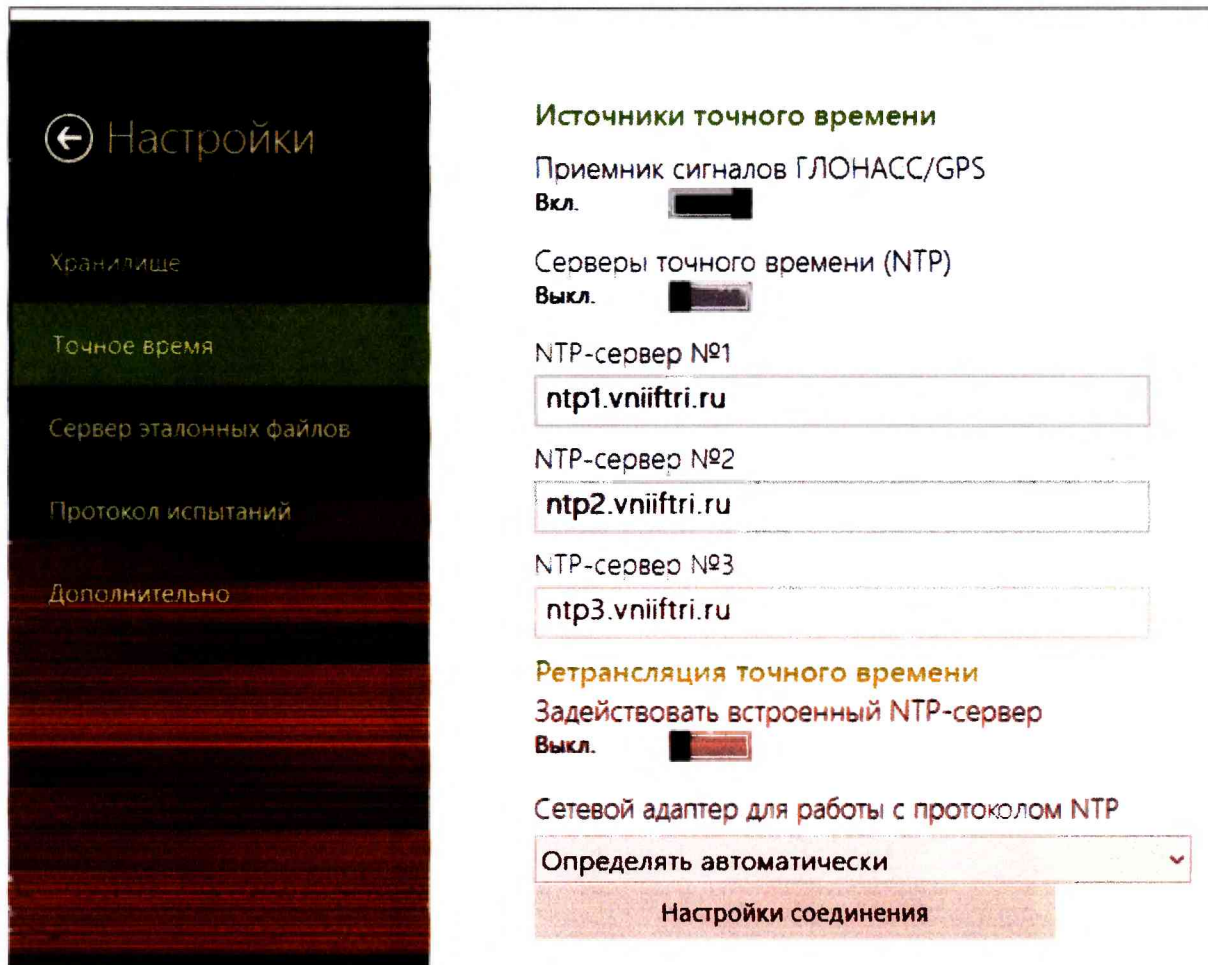 Настройки
Хранилище
Точное время
Сервер эталонных файлов
Протокол испытаний
Дополнительно
Источники точного времени
Приемник сигналов ГЛОНАСС/GPS
Вкл.
Серверы точного времени (NTP)
Выкл.
NTP-сервер №1
ntp1.vniiftri.ru
NTP-сервер №2
ntp2.vniiftri.ru
NTP-сервер №3
ntp3.vniiftri.ru
Ретрансляция точного времени
Задействовать встроенный NTP-сервер
Выкл.
Сетевой адаптер для работы с протоколом NTP
Определять автоматически
Настройки соединения